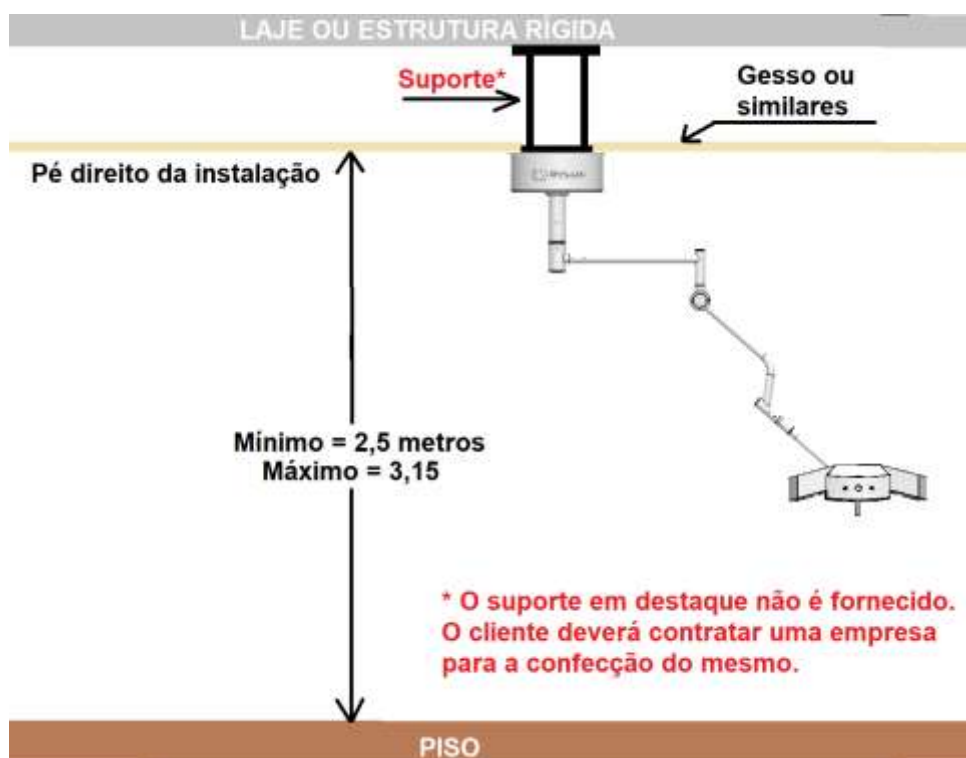 LAJE OU ESTRUTURA RÍGIDA
Suporte*
Gesso ou
similares
Pé direito da instalação
Mínimo = 2,5 metros
Máximo = 3,15
* O suporte em destaque não é fornecido.
O cliente deverá contratar uma empresa
para a confecção do mesmo.
PISO